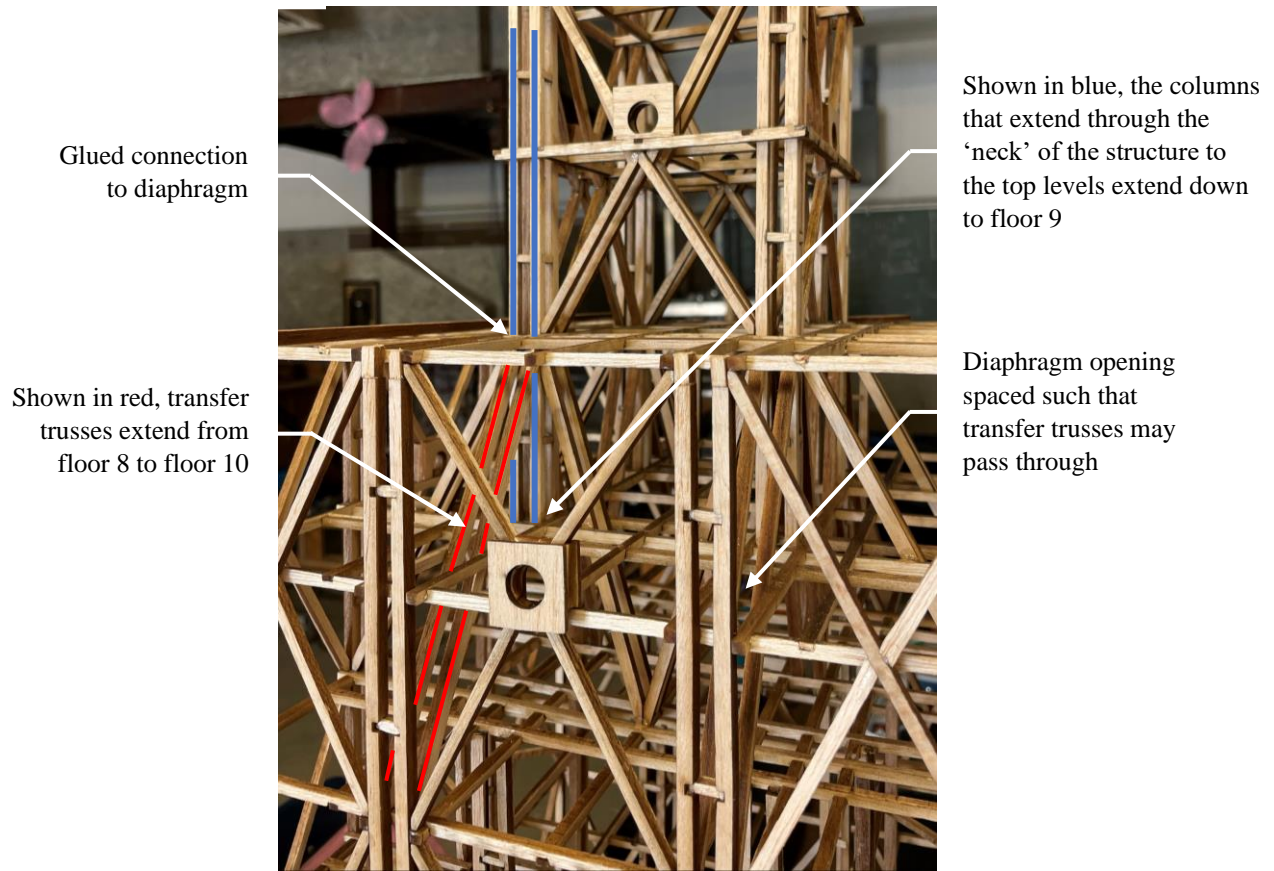 Glued connection
to diaphragm
Shown in red, transfer
trusses extend from
floor 8 to floor 10
Shown in blue, the columns
that extend through the
‘neck’ of the structure to
the top levels extend down
to floor 9
Diaphragm opening
spaced such that
transfer trusses may
pass through